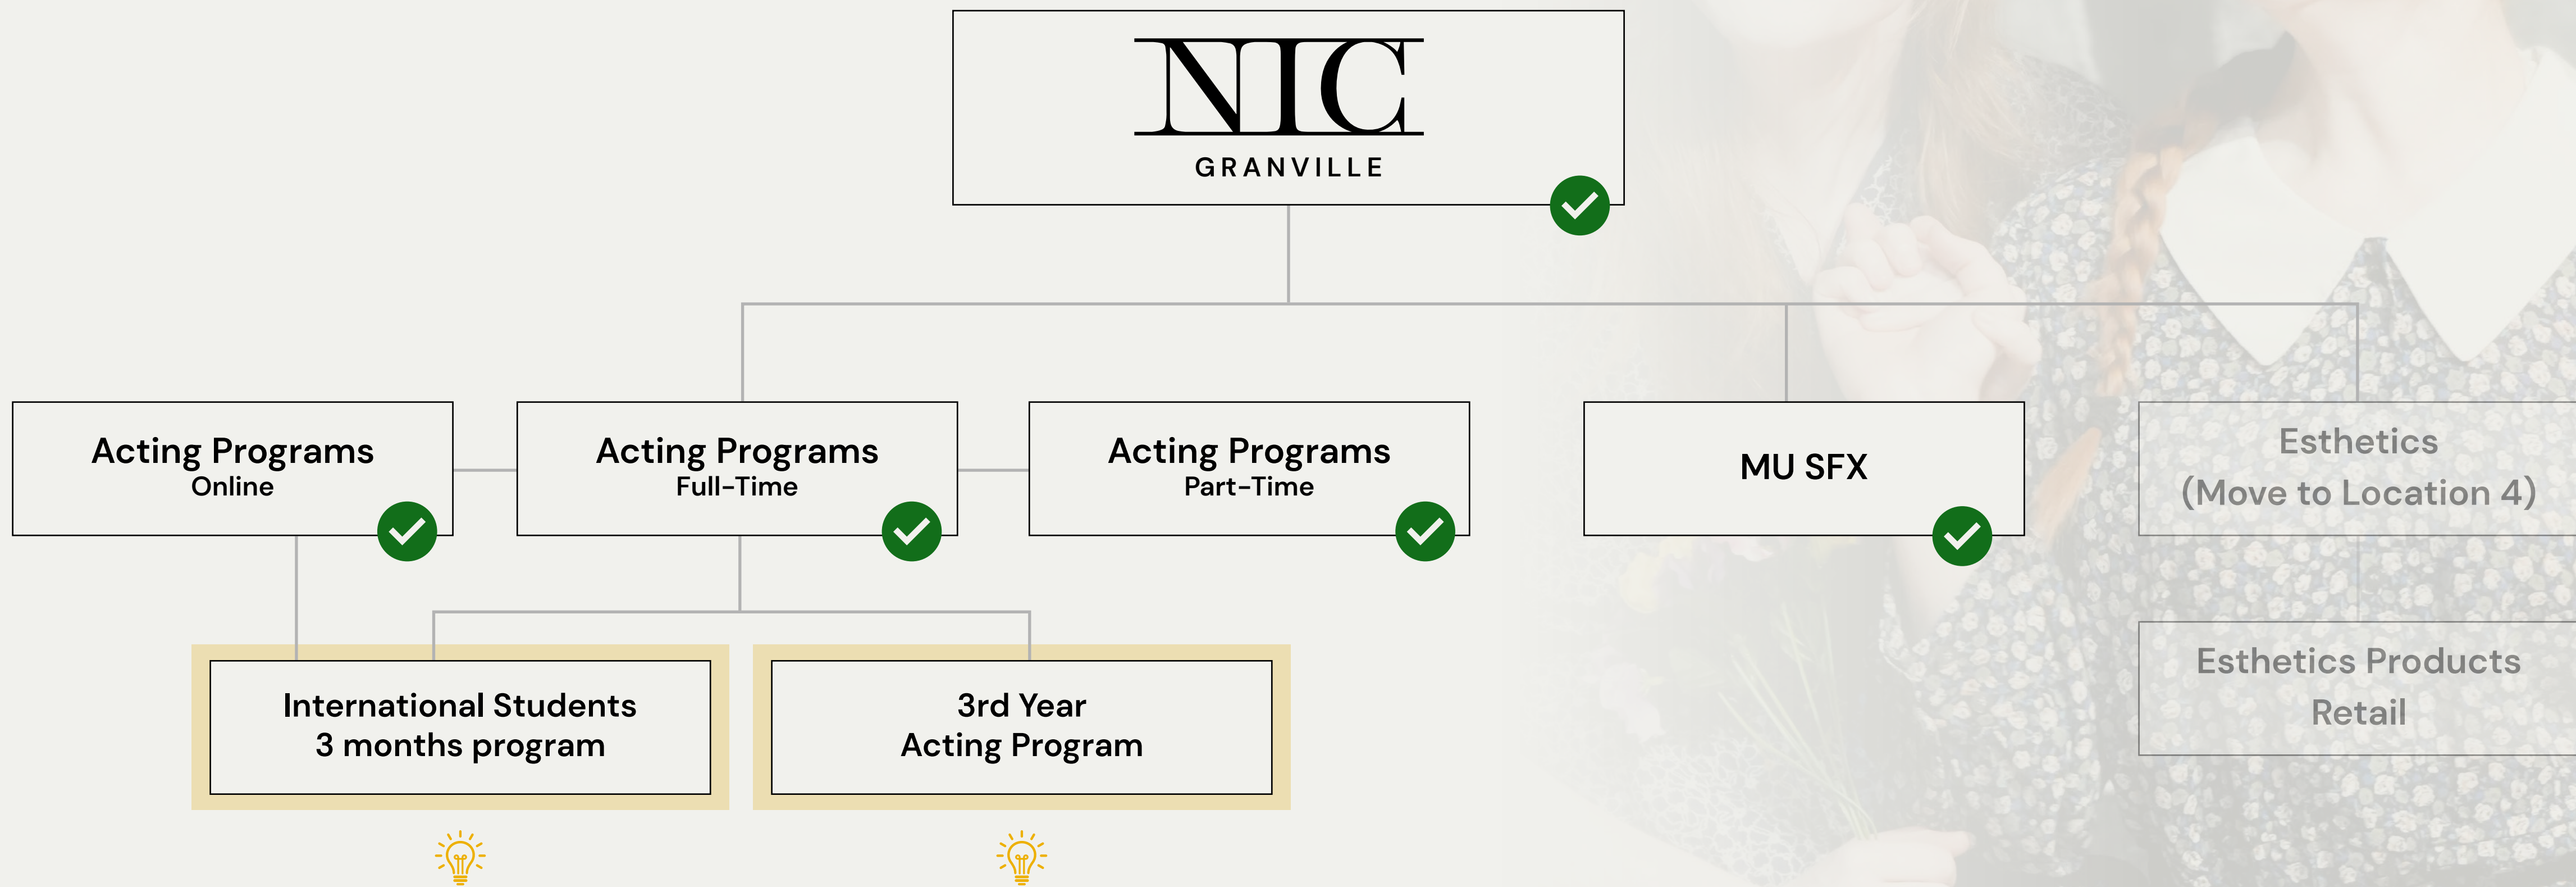 NIC
GRANVILLE
Acting Programs
Online
Acting Programs
Full-Time
Acting Programs
Part-Time
MU SFX
Esthetics
(Move to Location 4)
International Students
3 months program
3rd Year
Acting Program
Esthetics Products
Retail